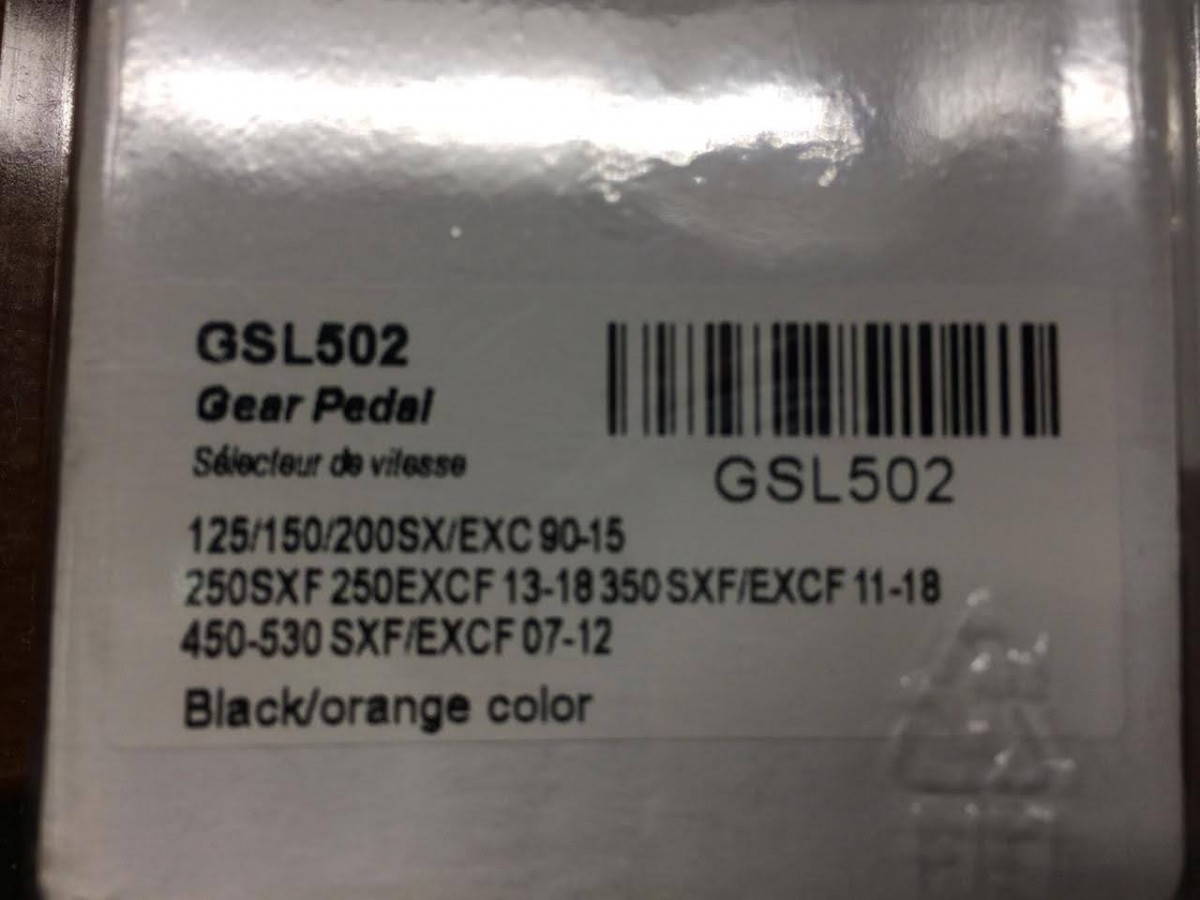 GSL502
Gear Pedal
Sélecteur de vitesse
GSL502
125/150/200SX/EXC 90-15
250SXF 250EXCF 13-18 350 SXF/EXCF 11-18
450-530 SXF/EXCF 07-12
Black/orange color